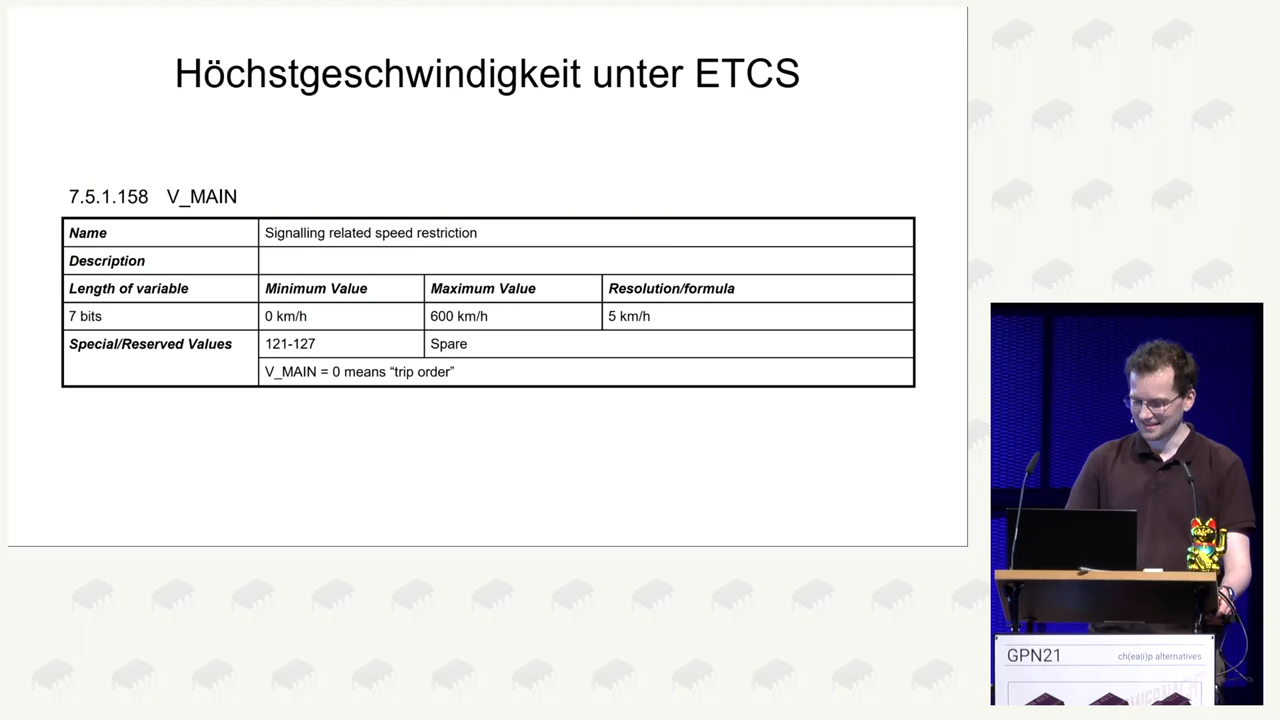 Höchstgeschwindigkeit unter ETCS
7.5.1.158 V_MAIN
Name Signalling related speed restriction
Description
Length of variable Minimum Value Maximum Value Resolution/formula
7 bits 0 km/h 600 km/h 5 km/h
Special/Reserved Values 121-127 Spare
V_MAIN = 0 means “trip order”
GPN21 ch(ea|i)p alternatives